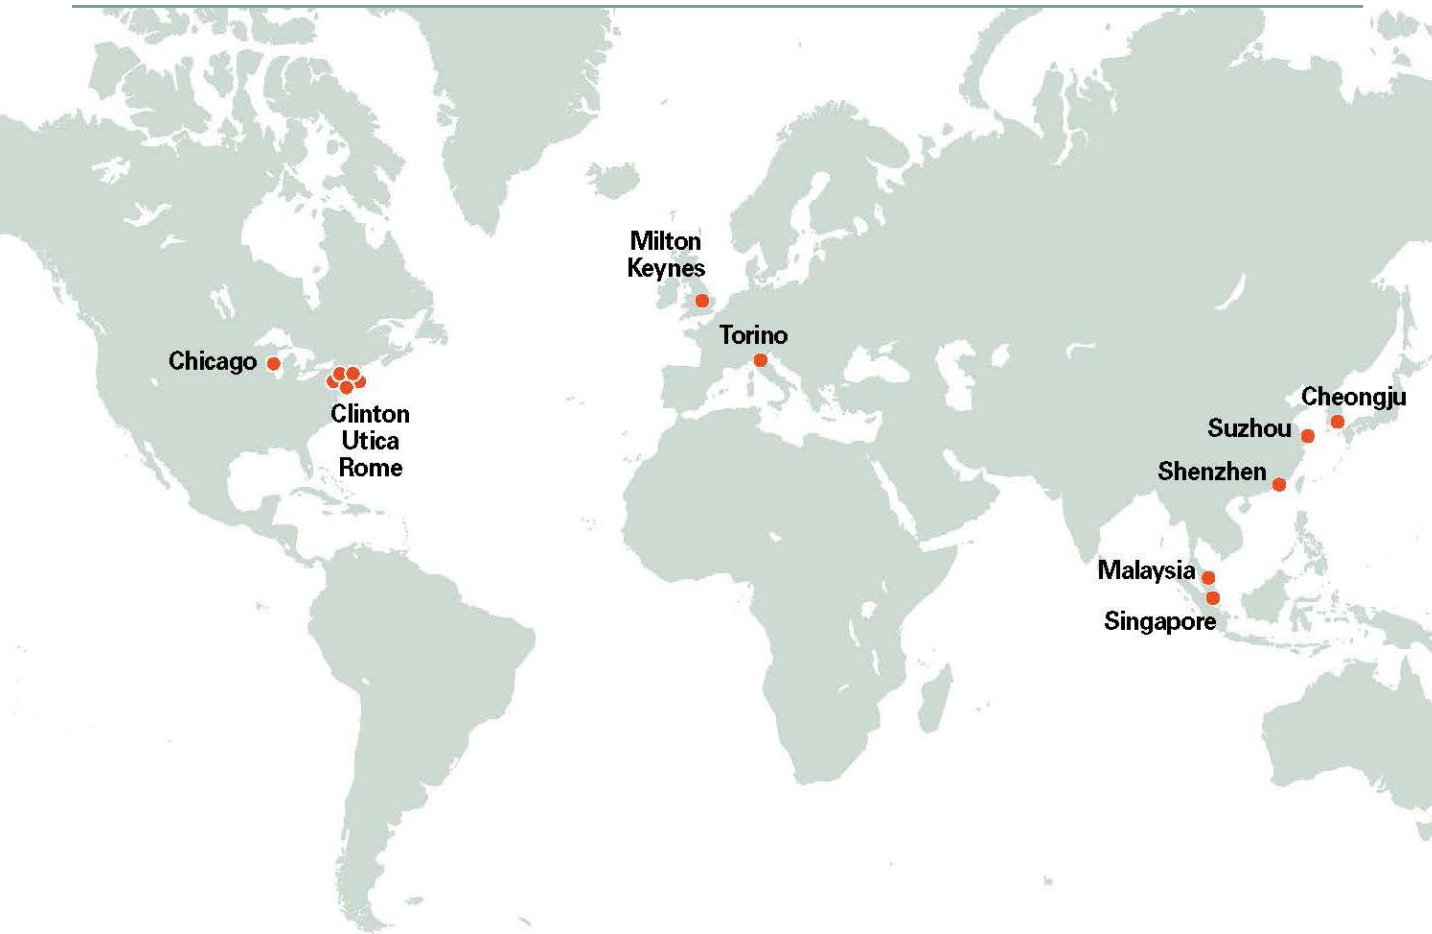 Milton
Keynes
Torino
Chicago
Clinton
Utica
Rome
Cheongju
Suzhou
Shenzhen
Malaysia
Singapore